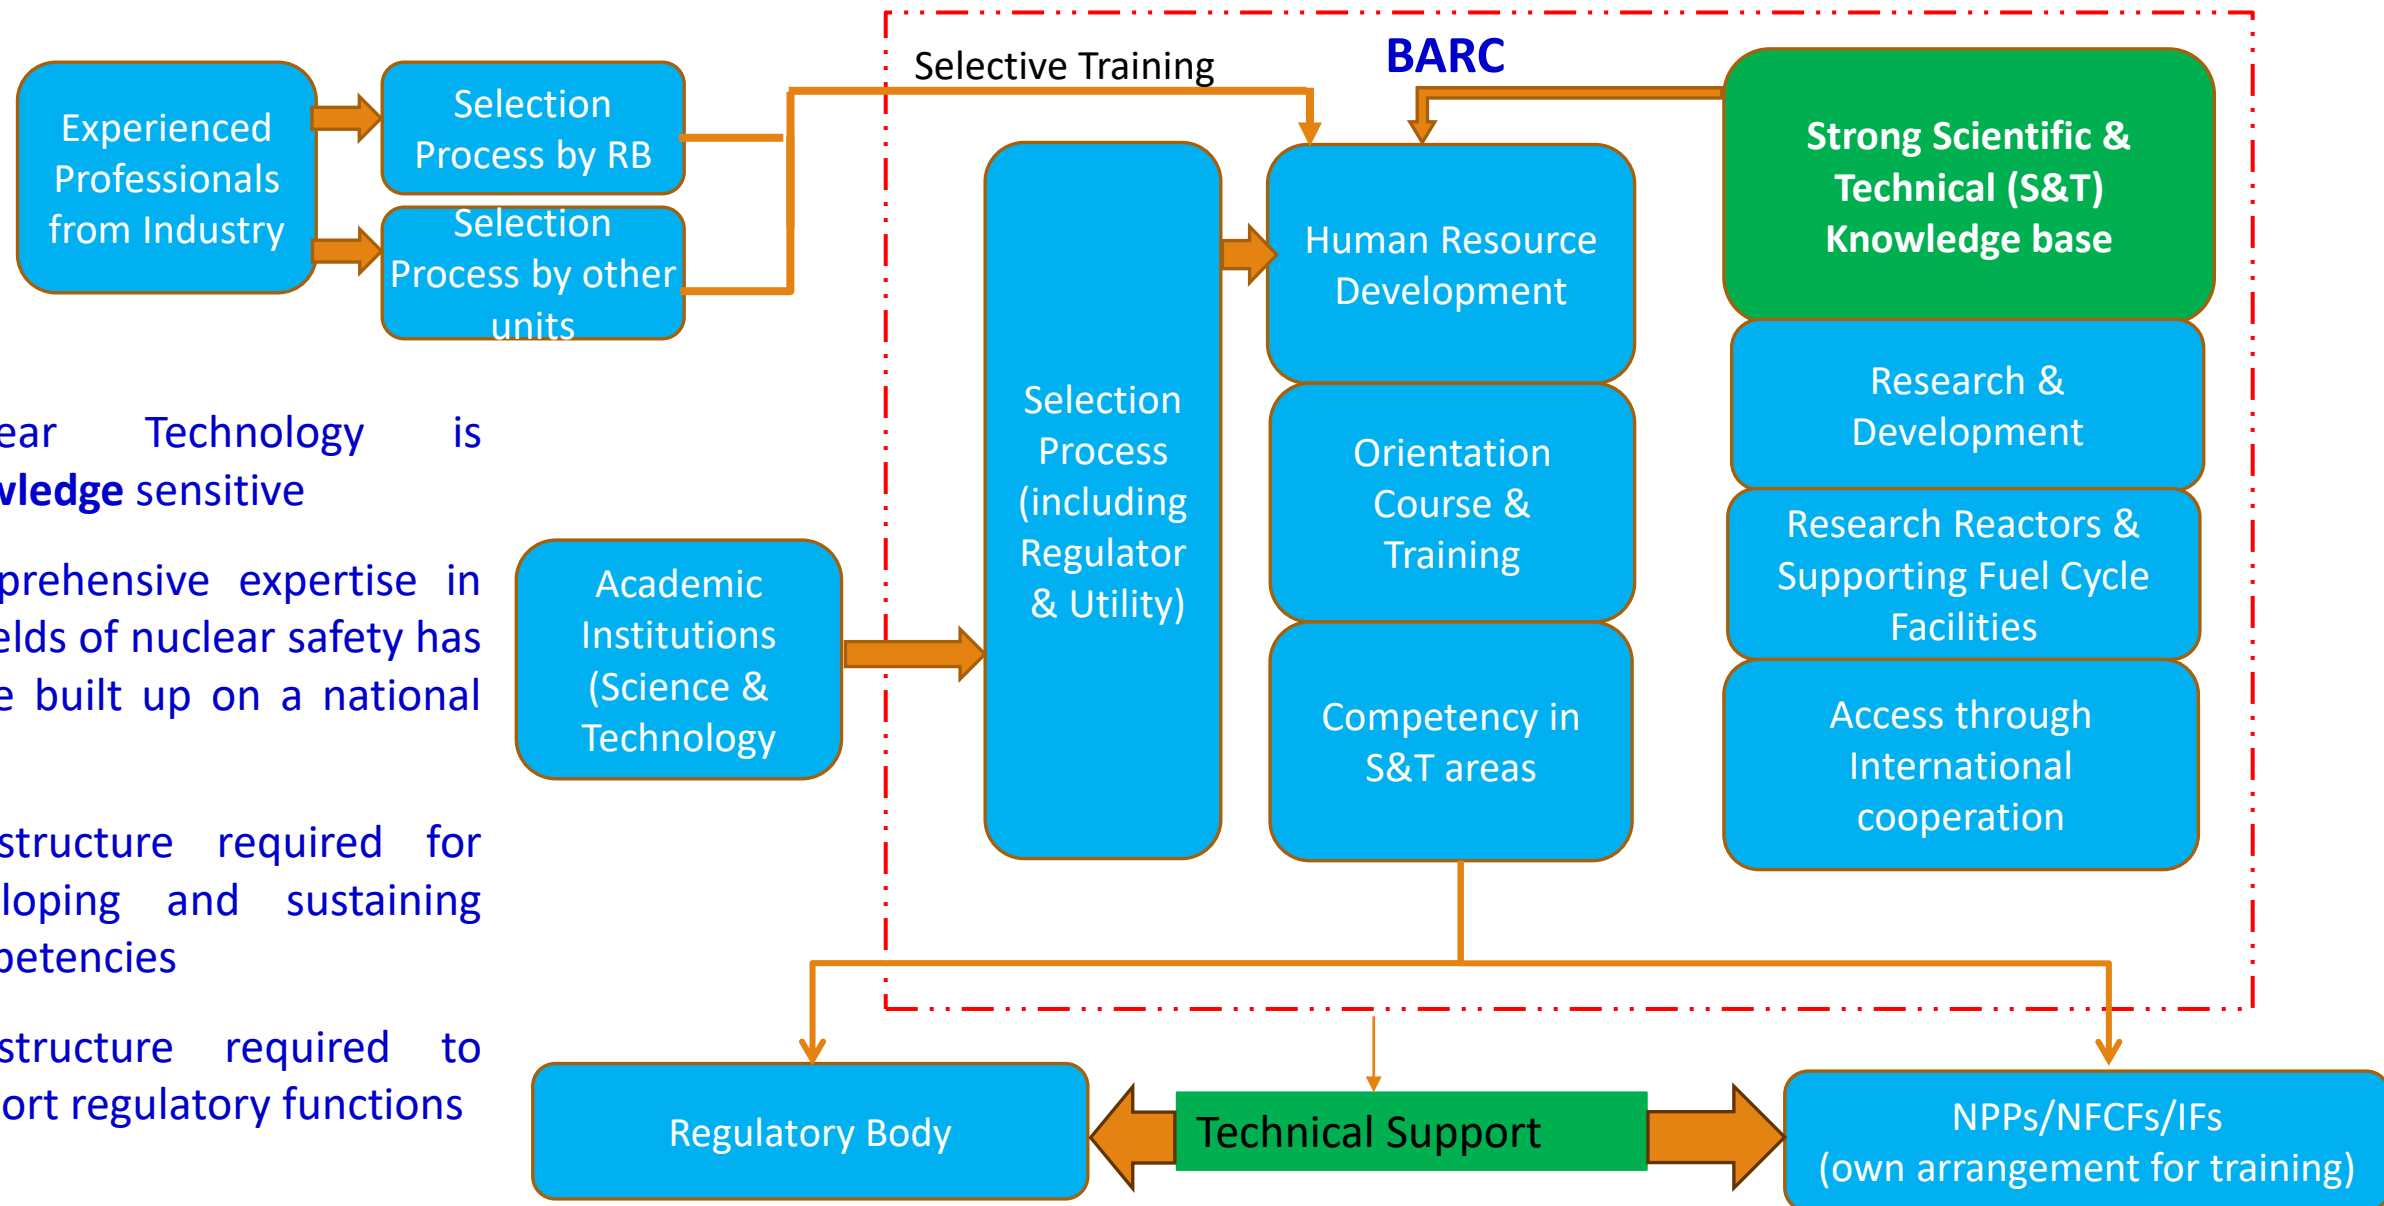 Selective Training
BARC
Experienced
Professionals
from Industry
Selection
Process by RB
Selection
Process by other
units
Strong Scientific &
Technical (S&T)
Knowledge base
Human Resource
Development
Selection
Process
(including
Regulator
& Utility)
Research &
Development
Orientation
Course &
Training
Research Reactors &
Supporting Fuel Cycle
Facilities
Academic
Institutions
(Science &
Technology
Competency in
S&T areas
Access through
International
cooperation
ear Technology is
wledge sensitive
prehensive expertise in
elds of nuclear safety has
e built up on a national
structure required for
loping and sustaining
petencies
structure required to
ort regulatory functions
Regulatory Body
Technical Support
NPPs/NFCFs/IFs
(own arrangement for training)